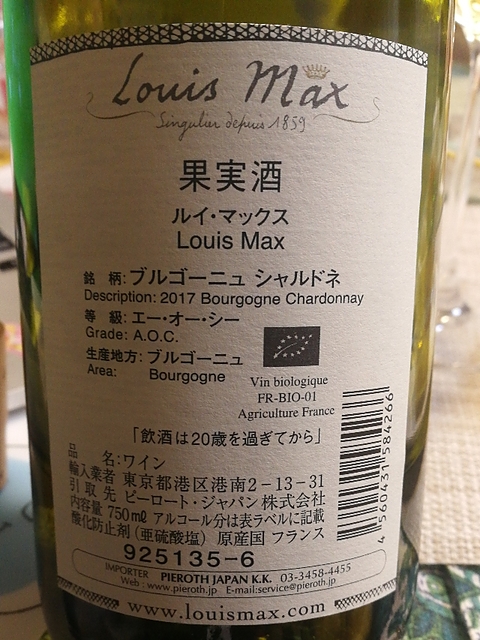 Louis Max
Singulier depuis 1859
果実酒
ルイ・マックス
Louis Max
銘 柄: ブルゴーニュ シャルドネ
Description: 2017 Bourgogne Chardonnay
等 級: エー・オー・シー
Grade: A.O.C.
生産地方: ブルゴーニュ
Area: Bourgogne
Vin biologique
FR-BIO-01
Agriculture France
「飲酒は20歳を過ぎてから」
品 名:ワイン
輸入業者 東京都港区港南2-13-31
引取先 ピーロート・ジャパン株式会社
内容量 750㎖ アルコール分は表ラベルに記載
酸化防止剤(亜硫酸塩) 原産国 フランス
925135-6
4 560431 584266
IMPORTER PIEROTH JAPAN K.K. 03-3458-4455
Web : www.pieroth.jp E-mail:service@pieroth.jp
www.louismax.com